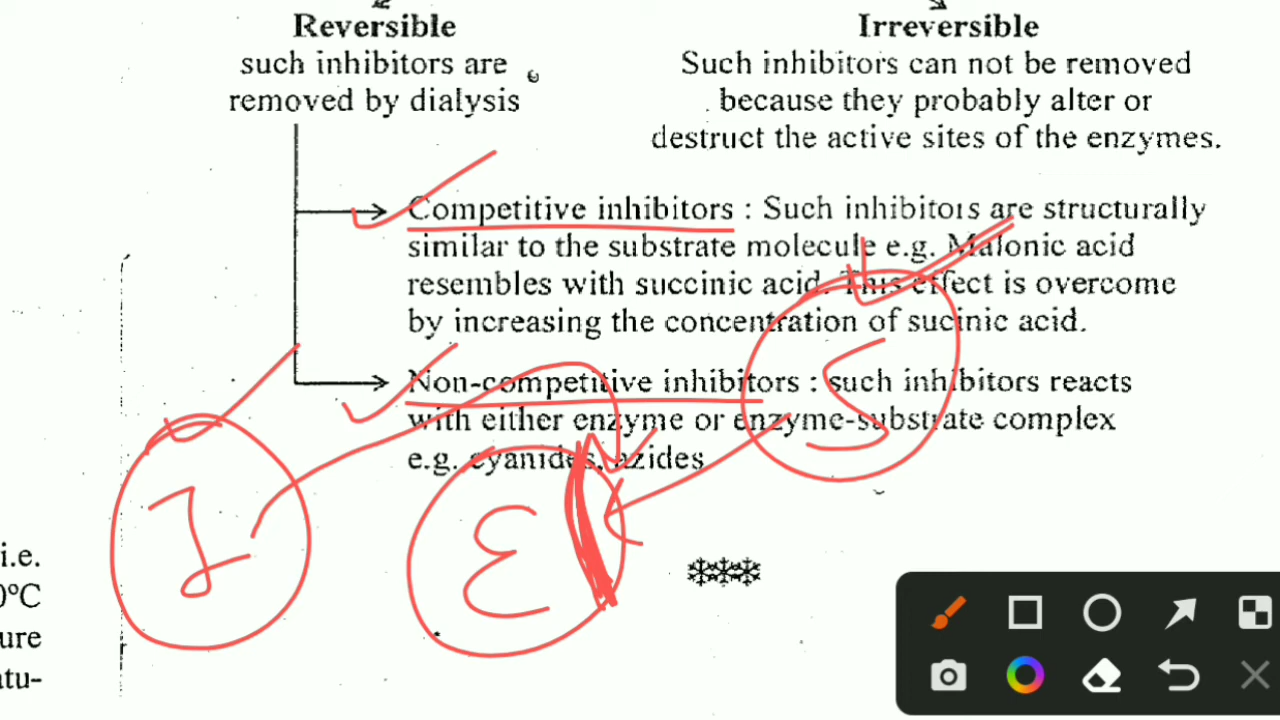 Reversible
such inhibitors are
removed by dialysis
Irreversible
Such inhibitors can not be removed
because they probably alter or
destruct the active sites of the enzymes.
Competitive inhibitors : Such inhibitors are structurally
similar to the substrate molecule e.g. Malonic acid
resembles with succinic acid. This effect is overcome
by increasing the concentration of sucinic acid.
Non-competitive inhibitors : such inhibitors reacts
with either enzyme or enzyme-substrate complex
e.g. cyanides, azides
I
E
S
i.e.
0°C
ure
atu-